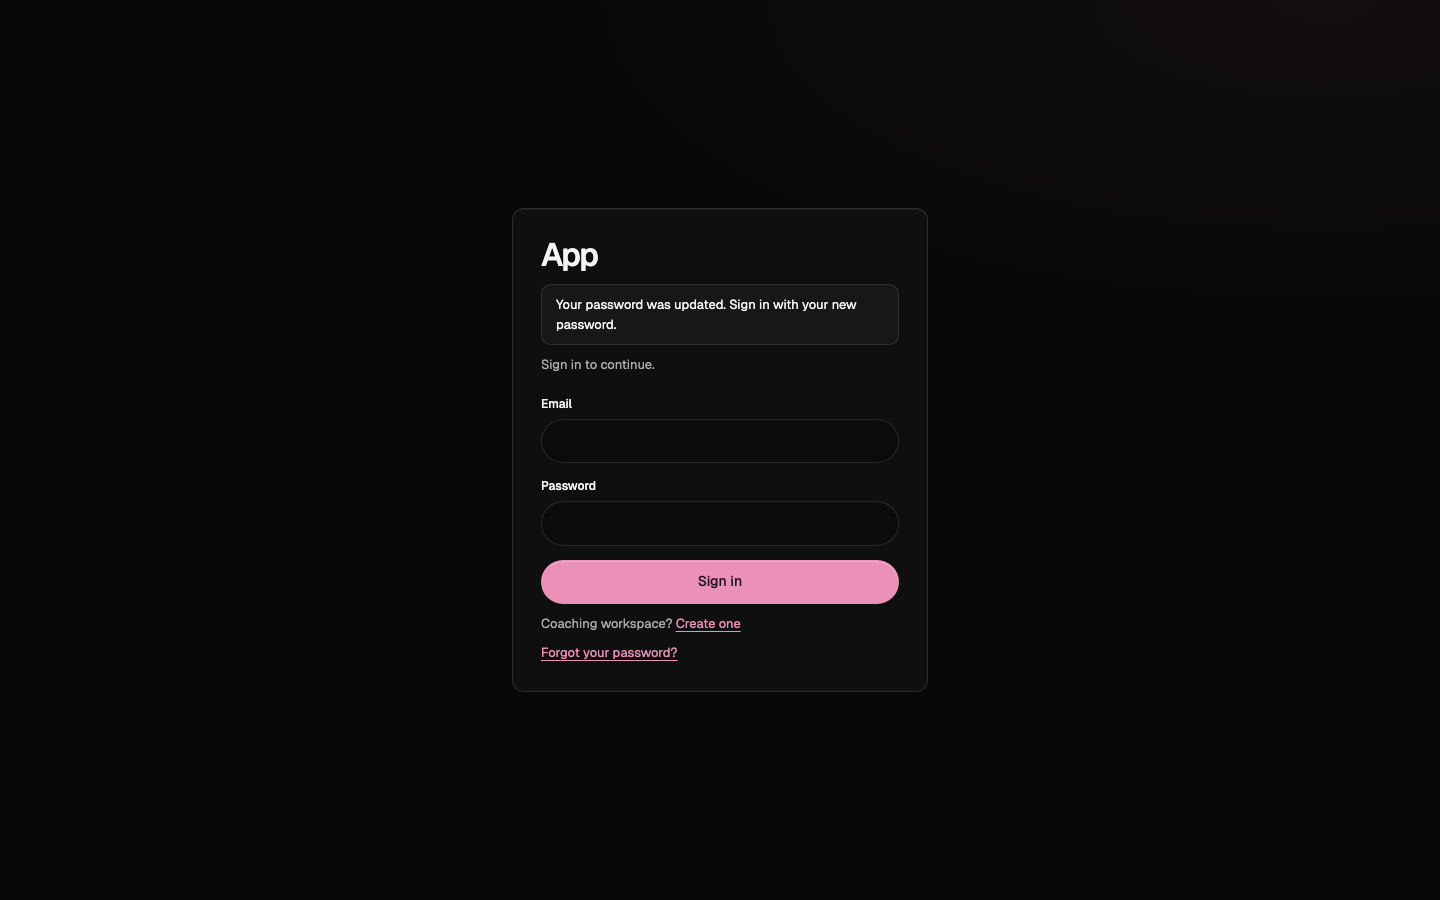 App
Your password was updated. Sign in with your new
password.
Sign in to continue.
Email
Password
Sign in
Coaching workspace? Create one
Forgot your password?